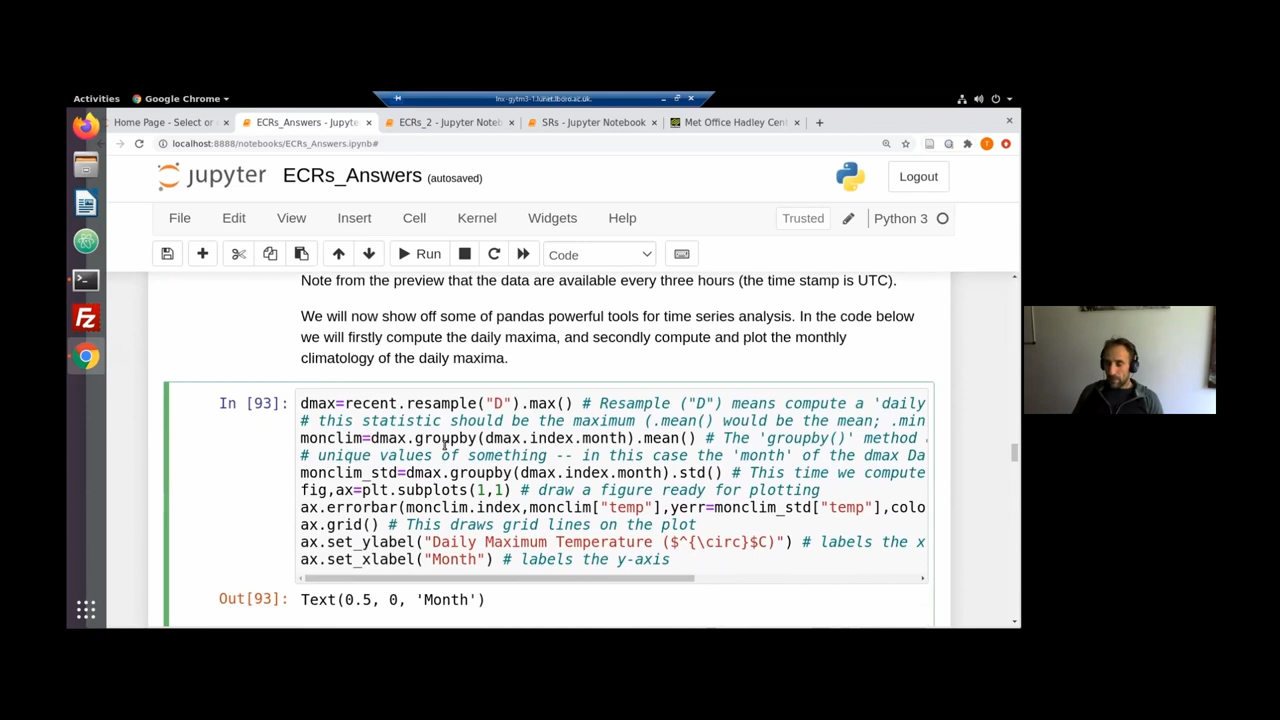 Activities Google Chrome
lnx-gytm3-1.lunet.lboro.ac.uk
Home Page - Select or
ECRs_Answers - Jupyte
ECRs_2 - Jupyter Noteb
SRs - Jupyter Notebook
Met Office Hadley Cent
localhost:8888/notebooks/ECRs_Answers.ipynb#
jupyter ECRs_Answers (autosaved)
Logout
File Edit View Insert Cell Kernel Widgets Help
Trusted Python 3
Run Code
Note from the preview that the data are available every three hours (the time stamp is UTC).
We will now show off some of pandas powerful tools for time series analysis. In the code below
we will firstly compute the daily maxima, and secondly compute and plot the monthly
climatology of the daily maxima.
In [93]: dmax=recent.resample("D").max() # Resample ("D") means compute a 'daily
# this statistic should be the maximum (.mean() would be the mean; .min
monclim=dmax.groupby(dmax.index.month).mean() # The 'groupby()' method
# unique values of something -- in this case the 'month' of the dmax Da
monclim_std=dmax.groupby(dmax.index.month).std() # This time we compute
fig,ax=plt.subplots(1,1) # draw a figure ready for plotting
ax.errorbar(monclim.index,monclim["temp"],yerr=monclim_std["temp"],colo
ax.grid() # This draws grid lines on the plot
ax.set_ylabel("Daily Maximum Temperature ($^{\circ}$C)") # labels the x
ax.set_xlabel("Month") # labels the y-axis
Out[93]: Text(0.5, 0, 'Month')